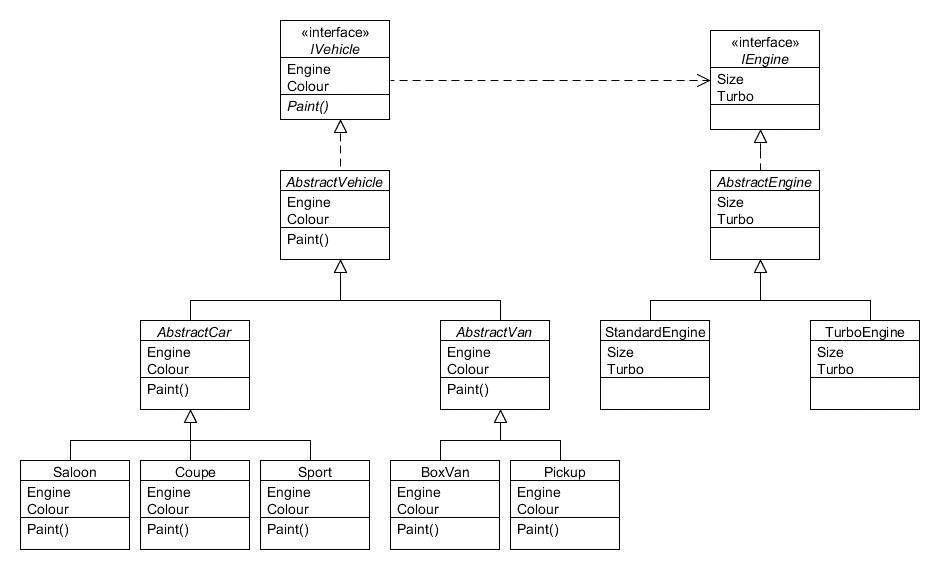 «interface»
IVehicle
Engine
Colour
Paint()
«interface»
IEngine
Size
Turbo
AbstractVehicle
Engine
Colour
Paint()
AbstractEngine
Size
Turbo
AbstractCar
Engine
Colour
Paint()
AbstractVan
Engine
Colour
Paint()
StandardEngine
Size
Turbo
TurboEngine
Size
Turbo
Saloon
Engine
Colour
Paint()
Coupe
Engine
Colour
Paint()
Sport
Engine
Colour
Paint()
BoxVan
Engine
Colour
Paint()
Pickup
Engine
Colour
Paint()